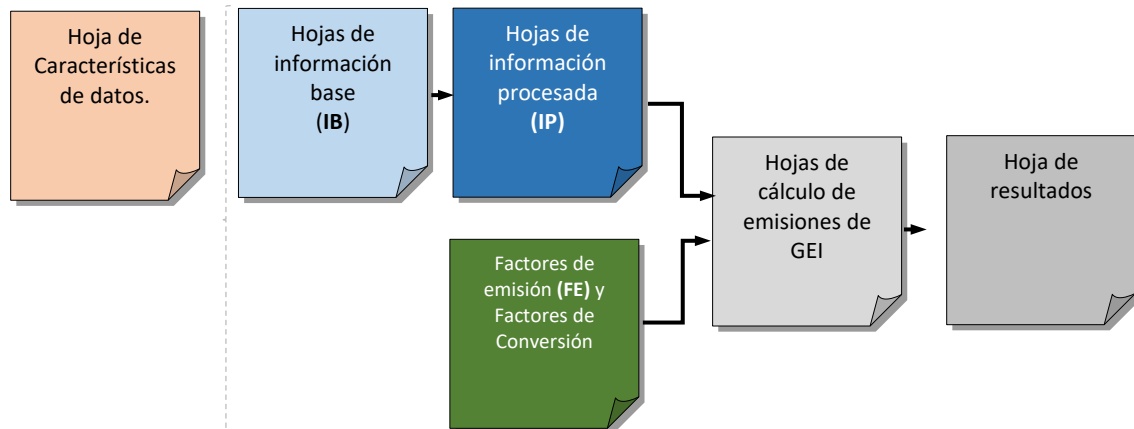 Hoja de
Características
de datos.
Hojas de
información
base
(IB)
Hojas de
información
procesada
(IP)
Factores de
emisión (FE) y
Factores de
Conversión
Hojas de
cálculo de
emisiones de
GEI
Hoja de
resultados